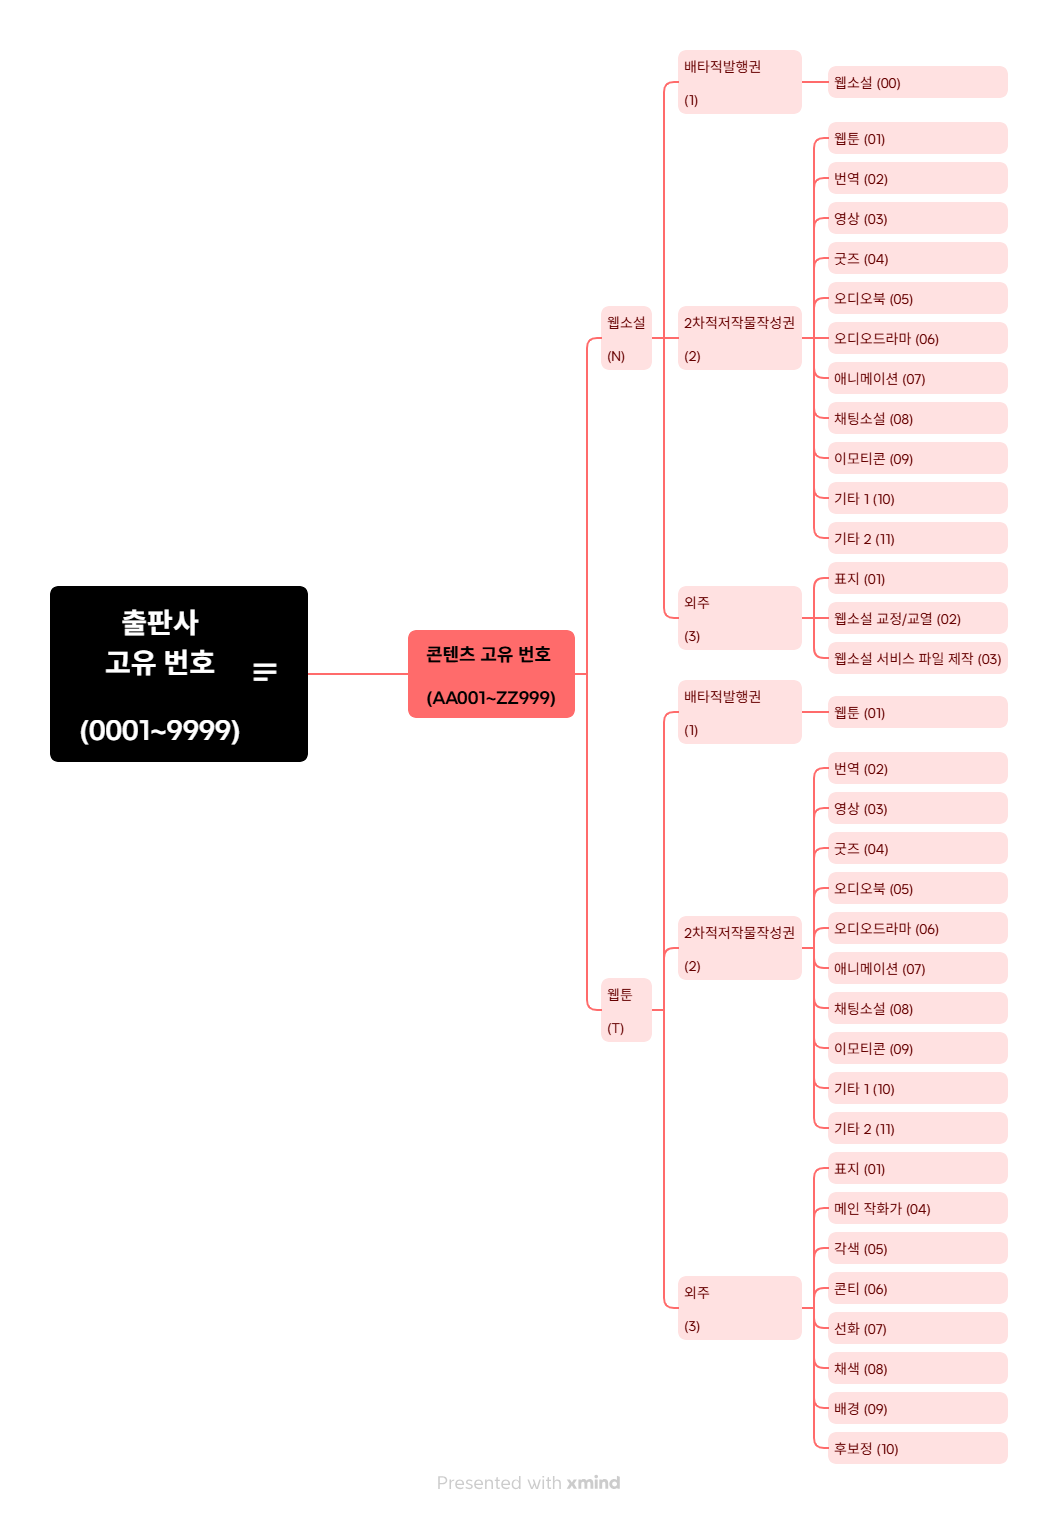 출판사
고유 번호
(0001~9999)
콘텐츠 고유 번호
(AA001~ZZ999)
웹소설
(N)
배타적발행권
(1)
웹소설 (00)
2차적저작물작성권
(2)
웹툰 (01)
번역 (02)
영상 (03)
굿즈 (04)
오디오북 (05)
오디오드라마 (06)
애니메이션 (07)
채팅소설 (08)
이모티콘 (09)
기타 1 (10)
기타 2 (11)
외주
(3)
표지 (01)
웹소설 교정/교열 (02)
웹소설 서비스 파일 제작 (03)
웹툰
(T)
배타적발행권
(1)
웹툰 (01)
2차적저작물작성권
(2)
번역 (02)
영상 (03)
굿즈 (04)
오디오북 (05)
오디오드라마 (06)
애니메이션 (07)
채팅소설 (08)
이모티콘 (09)
기타 1 (10)
기타 2 (11)
외주
(3)
표지 (01)
메인 작화가 (04)
각색 (05)
콘티 (06)
선화 (07)
채색 (08)
배경 (09)
후보정 (10)
Presented with xmind